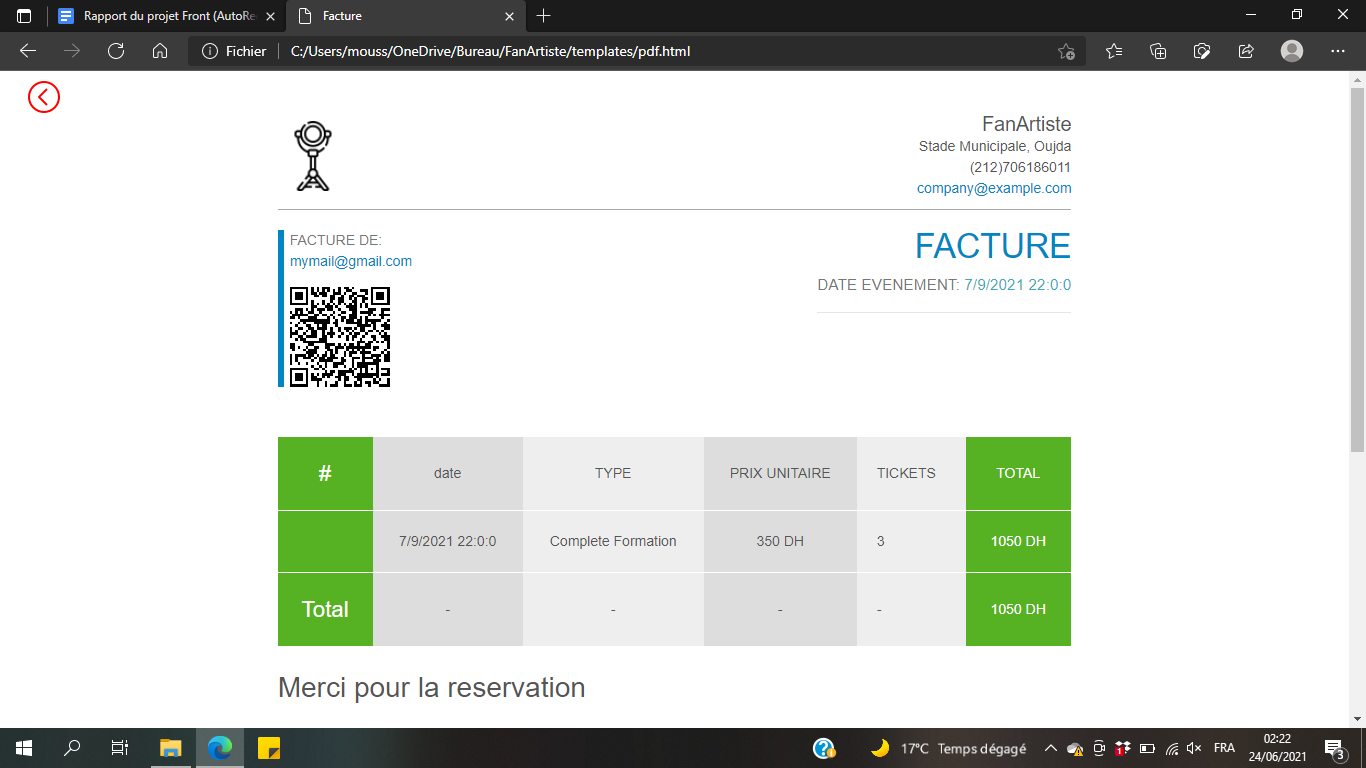 Rapport du projet Front (AutoRe
Facture
Fichier
C:/Users/mouss/OneDrive/Bureau/FanArtiste/templates/pdf.html
FanArtiste
Stade Municipale, Oujda
(212)706186011
company@example.com
FACTURE DE:
mymail@gmail.com
FACTURE
DATE EVENEMENT: 7/9/2021 22:0:0
# date TYPE PRIX UNITAIRE TICKETS TOTAL
7/9/2021 22:0:0 Complete Formation 350 DH 3 1050 DH
Total - - - - 1050 DH
Merci pour la reservation
17°C Temps dégagé
1
FRA
02:22
24/06/2021
3